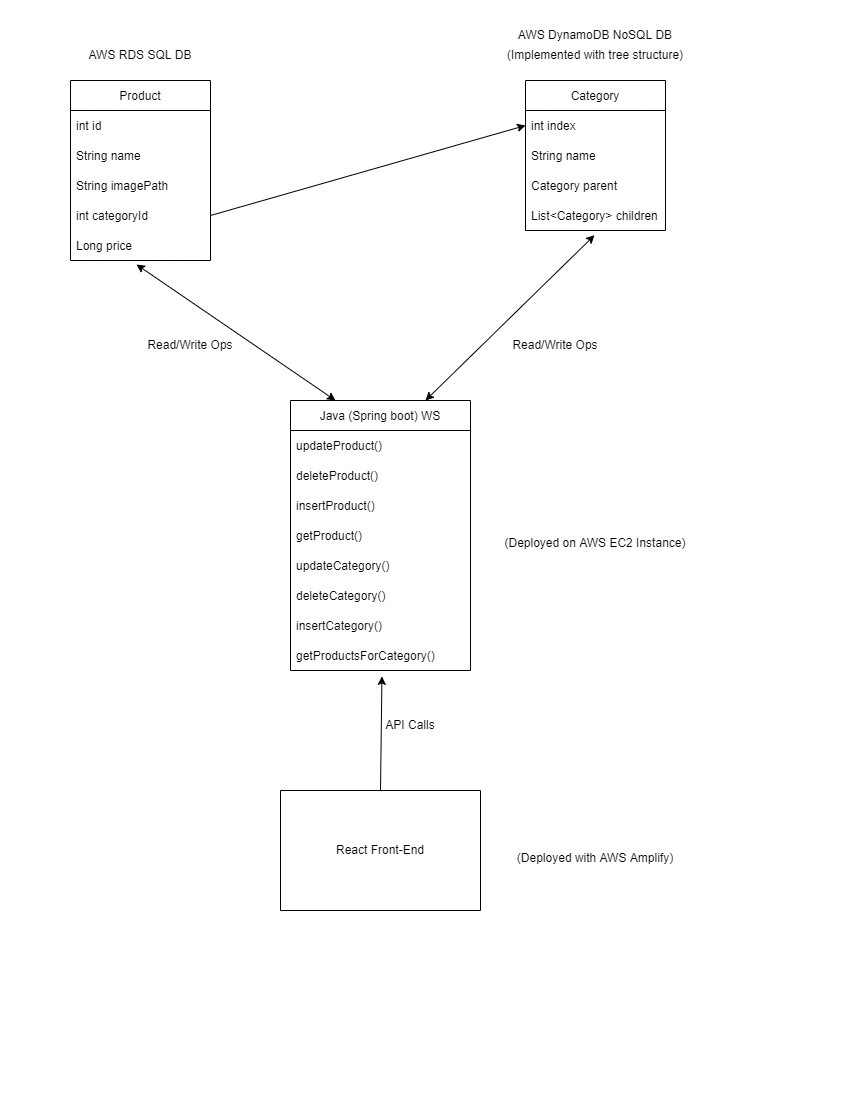 AWS RDS SQL DB
AWS DynamoDB NoSQL DB
(Implemented with tree structure)
Product
int id
String name
String imagePath
int categoryId
Long price
Category
int index
String name
Category parent
List<Category> children
Read/Write Ops
Read/Write Ops
Java (Spring boot) WS
updateProduct()
deleteProduct()
insertProduct()
getProduct()
updateCategory()
deleteCategory()
insertCategory()
getProductsForCategory()
(Deployed on AWS EC2 Instance)
API Calls
React Front-End
(Deployed with AWS Amplify)